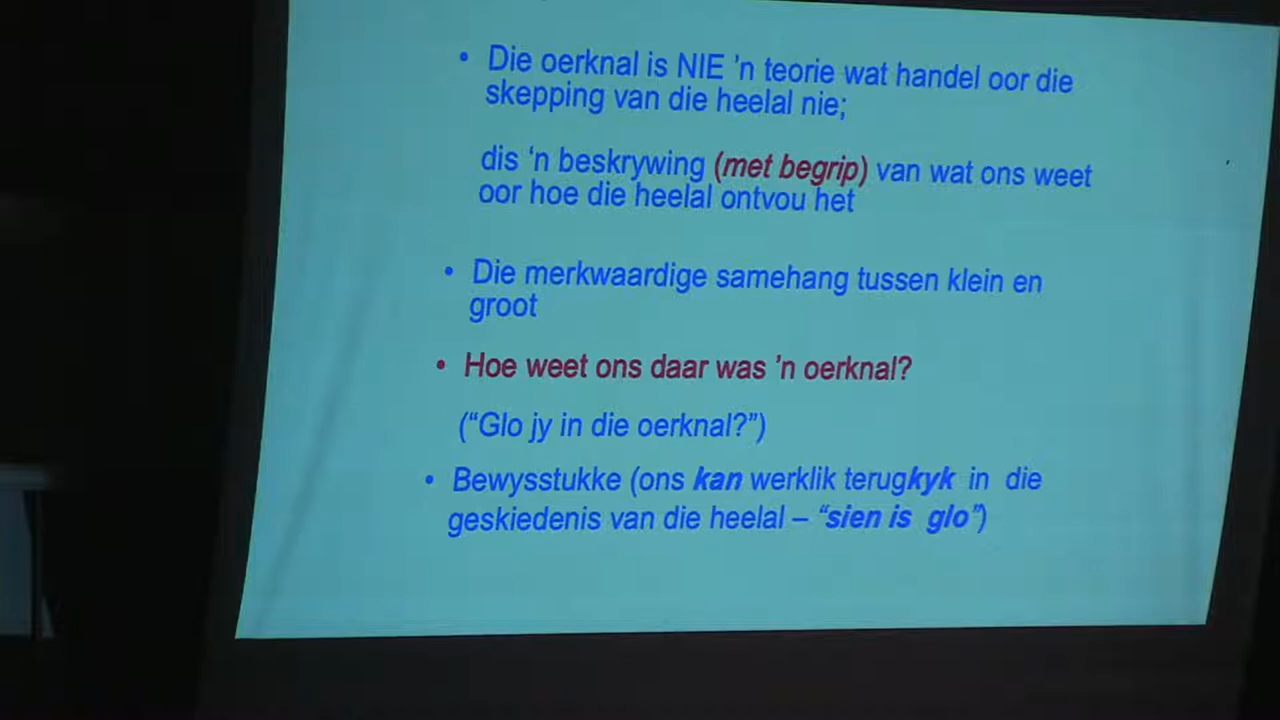 • Die oerknal is NIE 'n teorie wat handel oor die
skepping van die heelal nie;
dis 'n beskrywing (met begrip) van wat ons weet
oor hoe die heelal ontvou het
• Die merkwaardige samehang tussen klein en
groot
• Hoe weet ons daar was 'n oerknal?
(“Glo jy in die oerknal?”)
• Bewysstukke (ons kan werklik terugkyk in die
geskiedenis van die heelal – “sien is glo”)